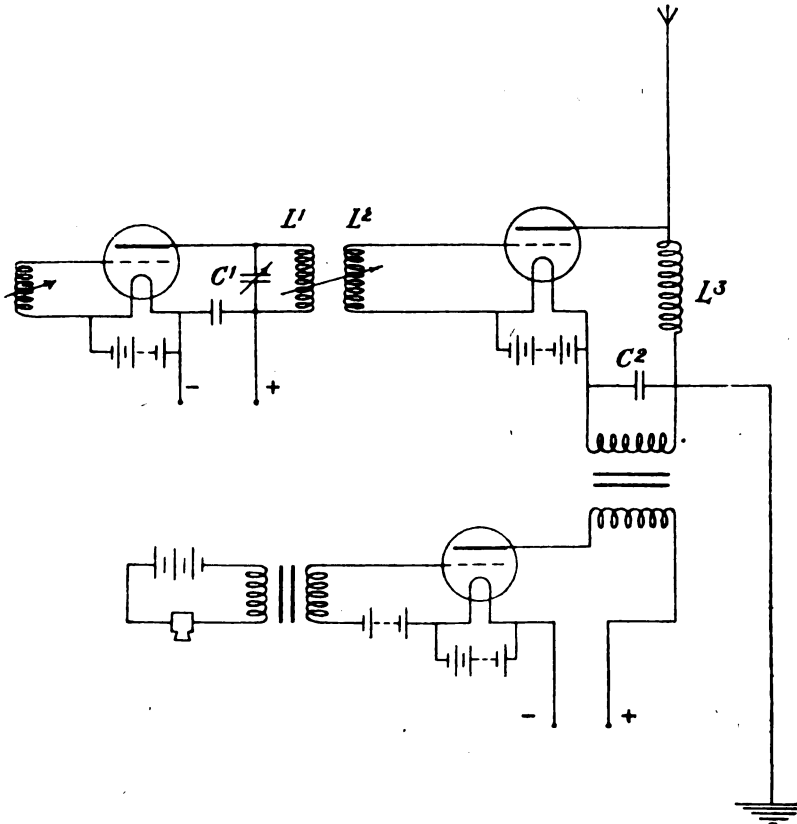 L¹ L²
C¹
L³
C²
- +
- +